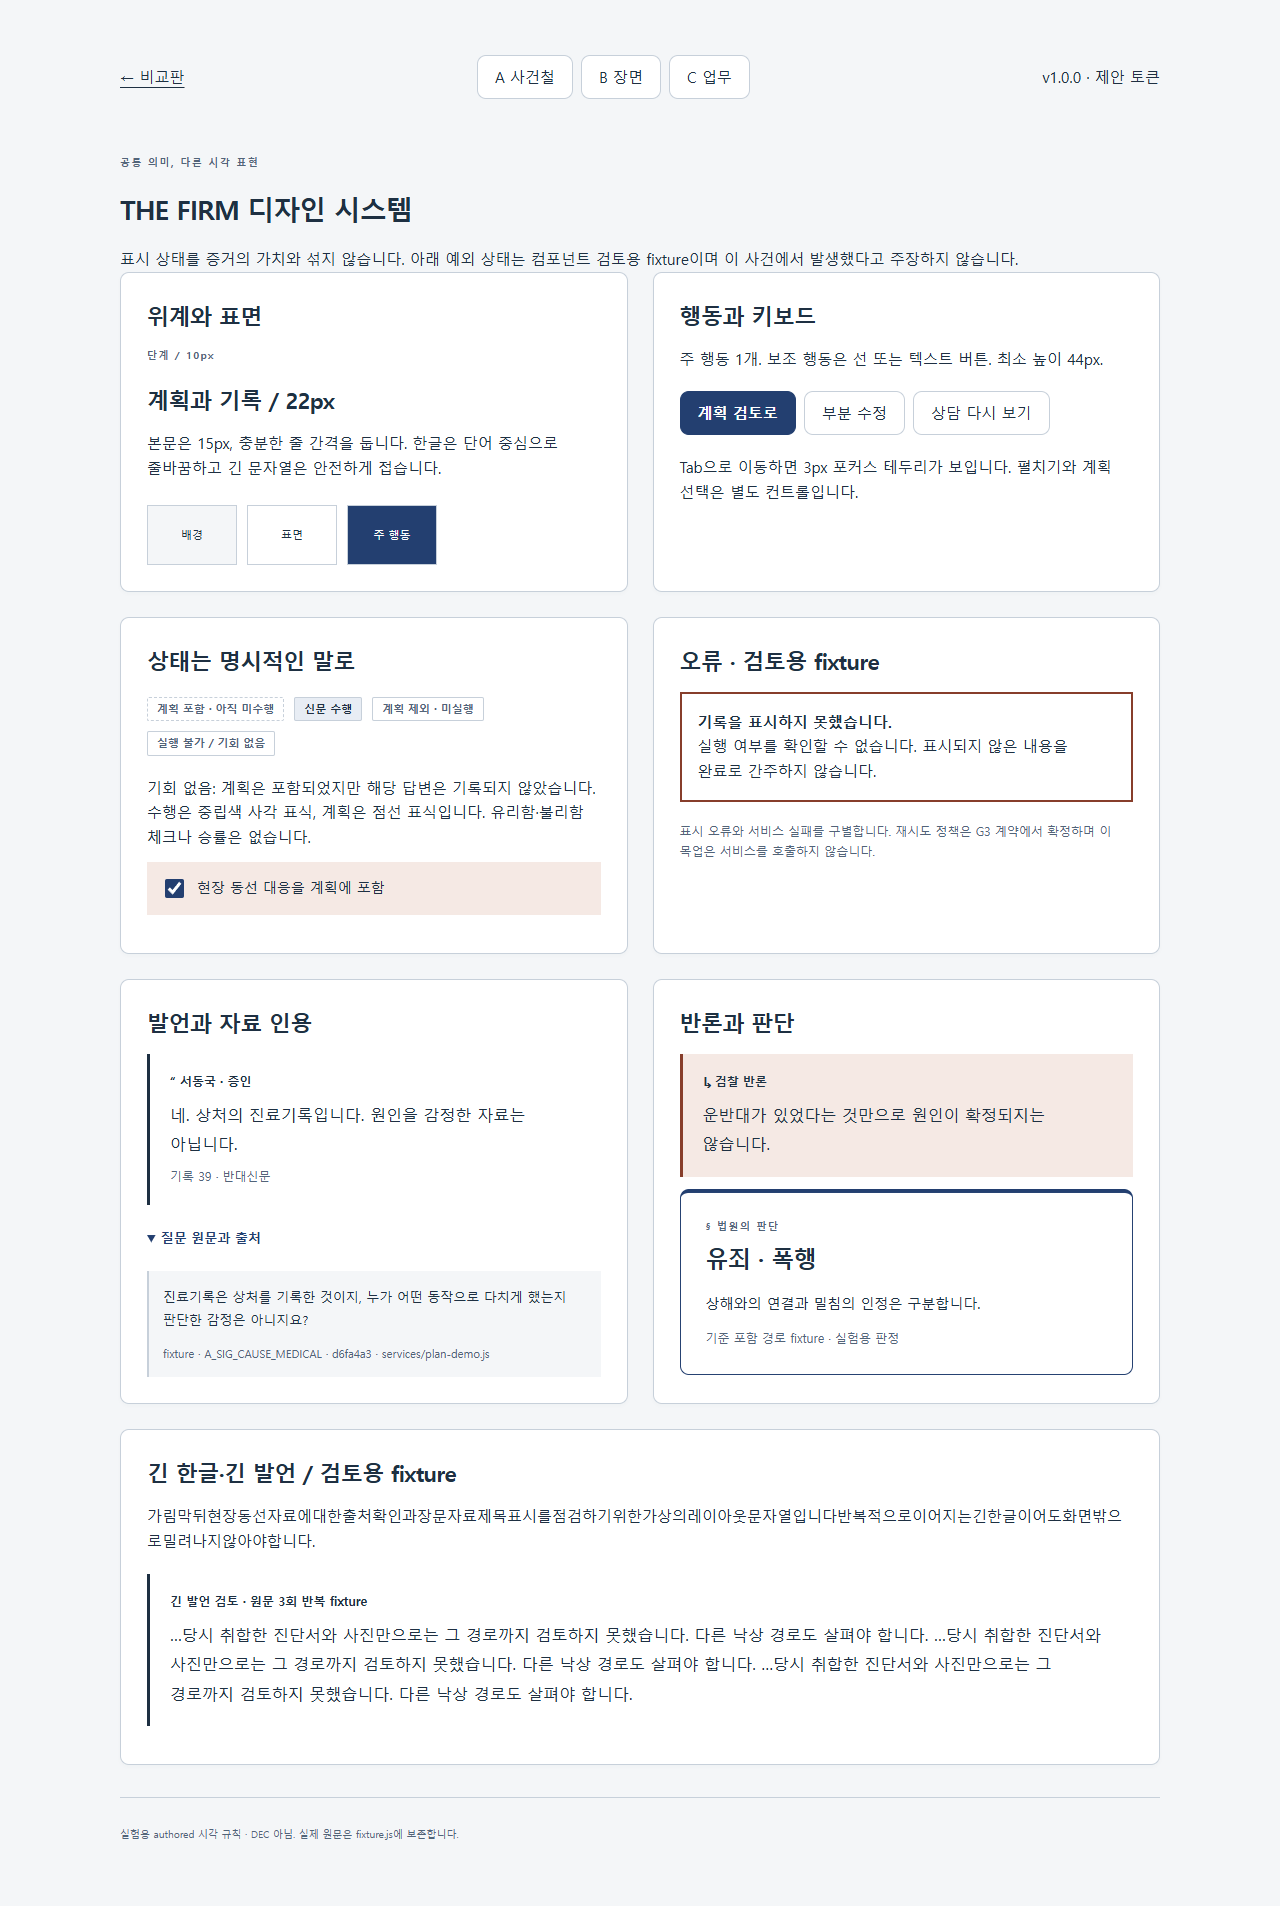 ← 비교판
A 사건철
B 장면
C 업무
v1.0.0 · 제안 토큰
공통 의미, 다른 시각 표현
THE FIRM 디자인 시스템
표시 상태를 증거의 가치와 섞지 않습니다. 아래 예외 상태는 컴포넌트 검토용 fixture이며 이 사건에서 발생했다고 주장하지 않습니다.
위계와 표면
단계 / 10px
계획과 기록 / 22px
본문은 15px, 충분한 줄 간격을 둡니다. 한글은 단어 중심으로
줄바꿈하고 긴 문자열은 안전하게 접습니다.
배경
표면
주 행동
행동과 키보드
주 행동 1개. 보조 행동은 선 또는 텍스트 버튼. 최소 높이 44px.
계획 검토로
부분 수정
상담 다시 보기
Tab으로 이동하면 3px 포커스 테두리가 보입니다. 펼치기와 계획
선택은 별도 컨트롤입니다.
상태는 명시적인 말로
계획 포함 · 아직 미수행
신문 수행
계획 제외 · 미실행
실행 불가 / 기회 없음
기회 없음: 계획은 포함되었지만 해당 답변은 기록되지 않았습니다.
수행은 중립색 사각 표식, 계획은 점선 표식입니다. 유리함·불리함
체크나 승률은 없습니다.
현장 동선 대응을 계획에 포함
오류 · 검토용 fixture
기록을 표시하지 못했습니다.
실행 여부를 확인할 수 없습니다. 표시되지 않은 내용을
완료로 간주하지 않습니다.
표시 오류와 서비스 실패를 구별합니다. 재시도 정책은 G3 계약에서 확정하며 이
목업은 서비스를 호출하지 않습니다.
발언과 자료 인용
“ 서동국 · 증인
네. 상처의 진료기록입니다. 원인을 감정한 자료는
아닙니다.
기록 39 · 반대신문
▼ 질문 원문과 출처
진료기록은 상처를 기록한 것이지, 누가 어떤 동작으로 다치게 했는지
판단한 감정은 아니지요?
fixture · A_SIG_CAUSE_MEDICAL · d6fa4a3 · services/plan-demo.js
반론과 판단
↳ 검찰 반론
운반대가 있었다는 것만으로 원인이 확정되지는
않습니다.
§ 법원의 판단
유죄 · 폭행
상해와의 연결과 밀침의 인정은 구분합니다.
기준 포함 경로 fixture · 실험용 판정
긴 한글·긴 발언 / 검토용 fixture
가림막뒤현장동선자료에대한출처확인과장문자료제목표시를점검하기위한가상의레이아웃문자열입니다반복적으로이어지는긴한글이어도화면밖으
로밀려나지않아야합니다.
긴 발언 검토 · 원문 3회 반복 fixture
…당시 취합한 진단서와 사진만으로는 그 경로까지 검토하지 못했습니다. 다른 낙상 경로도 살펴야 합니다. …당시 취합한 진단서와
사진만으로는 그 경로까지 검토하지 못했습니다. 다른 낙상 경로도 살펴야 합니다. …당시 취합한 진단서와 사진만으로는 그
경로까지 검토하지 못했습니다. 다른 낙상 경로도 살펴야 합니다.
실험용 authored 시각 규칙 · DEC 아님. 실제 원문은 fixture.js에 보존합니다.